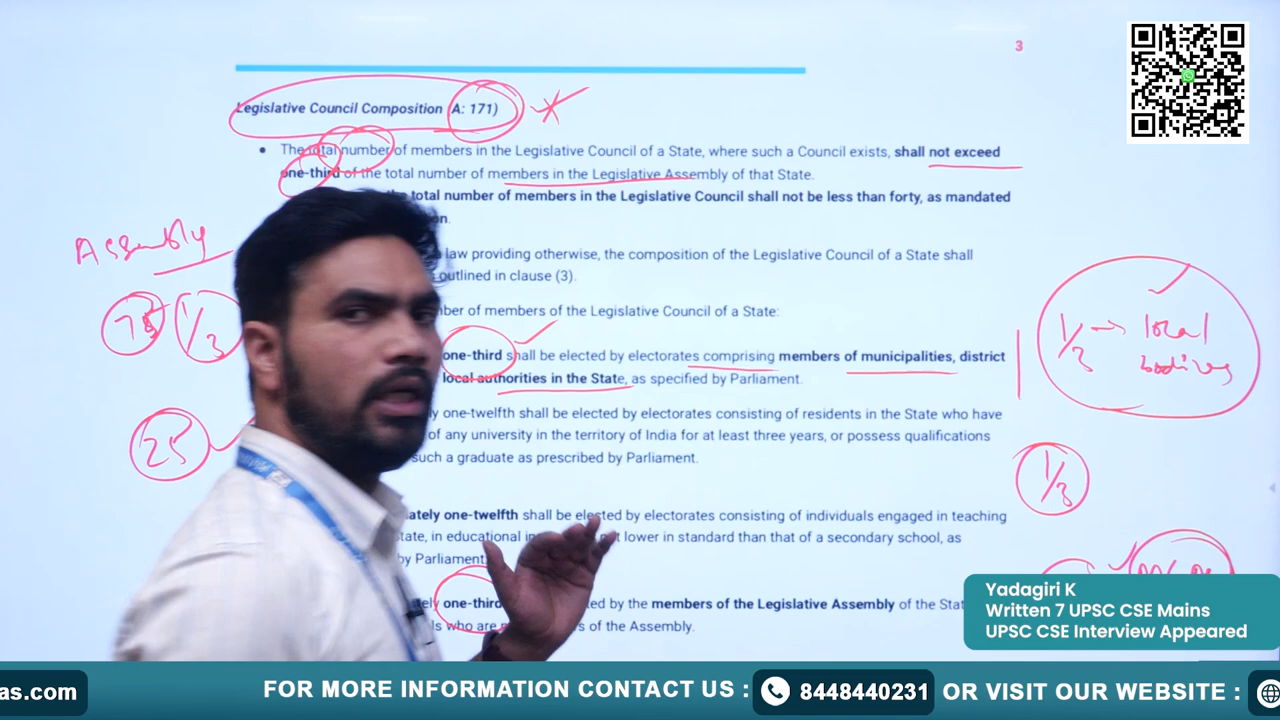 3
Legislative Council Composition (A: 171)
The total number of members in the Legislative Council of a State, where such a Council exists, shall not exceed
one-third of the total number of members in the Legislative Assembly of that State.
the total number of members in the Legislative Council shall not be less than forty, as mandated
Assembly
law providing otherwise, the composition of the Legislative Council of a State shall
outlined in clause (3).
of members of the Legislative Council of a State:
75 1/3
one-third shall be elected by electorates comprising members of municipalities, district
local authorities in the State, as specified by Parliament.
1/3 → local
bodies
one-twelfth shall be elected by electorates consisting of residents in the State who have
of any university in the territory of India for at least three years, or possess qualifications
such a graduate as prescribed by Parliament.
25
1/3
one-twelfth shall be elected by electorates consisting of individuals engaged in teaching
in educational not lower in standard than that of a secondary school, as
by Parliament.
one-third by the members of the Legislative Assembly of the
who are of the Assembly.
Yadagiri K
Written 7 UPSC CSE Mains
UPSC CSE Interview Appeared
as.com FOR MORE INFORMATION CONTACT US : 8448440231 OR VISIT OUR WEBSITE :